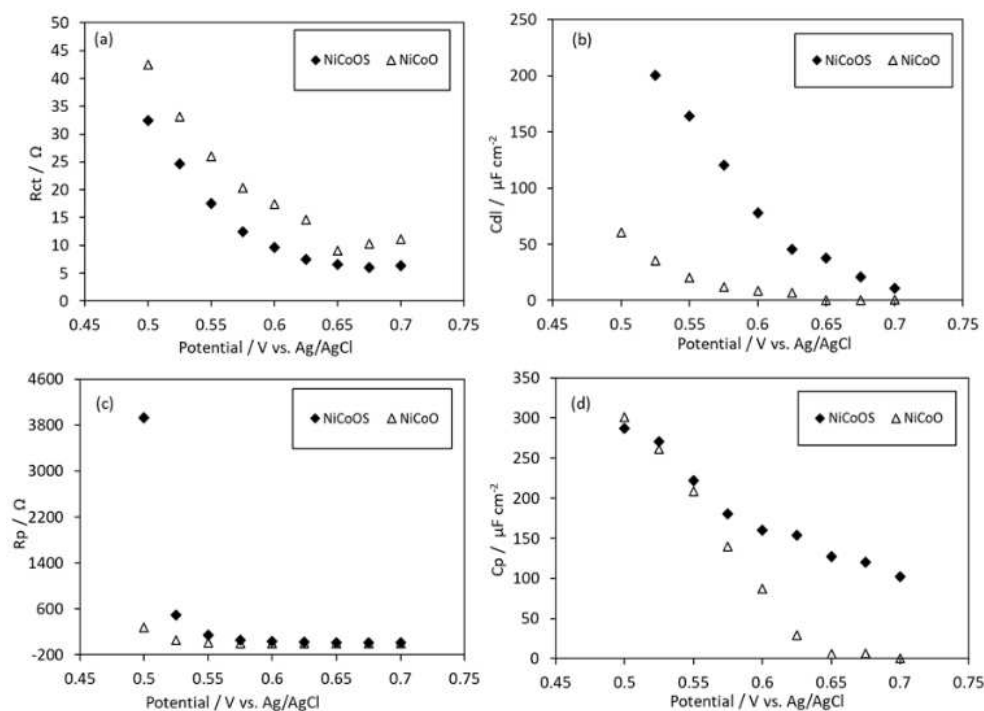 (a)
NiCoOS NiCoO
50
45
40
35
30
25
20
15
10
5
0
Rct / Ω
0.45 0.5 0.55 0.6 0.65 0.7 0.75
Potential / V vs. Ag/AgCl
(b)
NiCoOS NiCoO
250
200
150
100
50
0
Cdl / µF cm-2
0.45 0.5 0.55 0.6 0.65 0.7 0.75
Potential / V vs. Ag/AgCl
(c)
NiCoOS NiCoO
4600
3800
3000
2200
1400
600
-200
Rp / Ω
0.45 0.5 0.55 0.6 0.65 0.7 0.75
Potential / V vs. Ag/AgCl
(d)
NiCoOS NiCoO
350
300
250
200
150
100
50
0
Cp / µF cm-2
0.45 0.5 0.55 0.6 0.65 0.7 0.75
Potential / V vs. Ag/AgCl